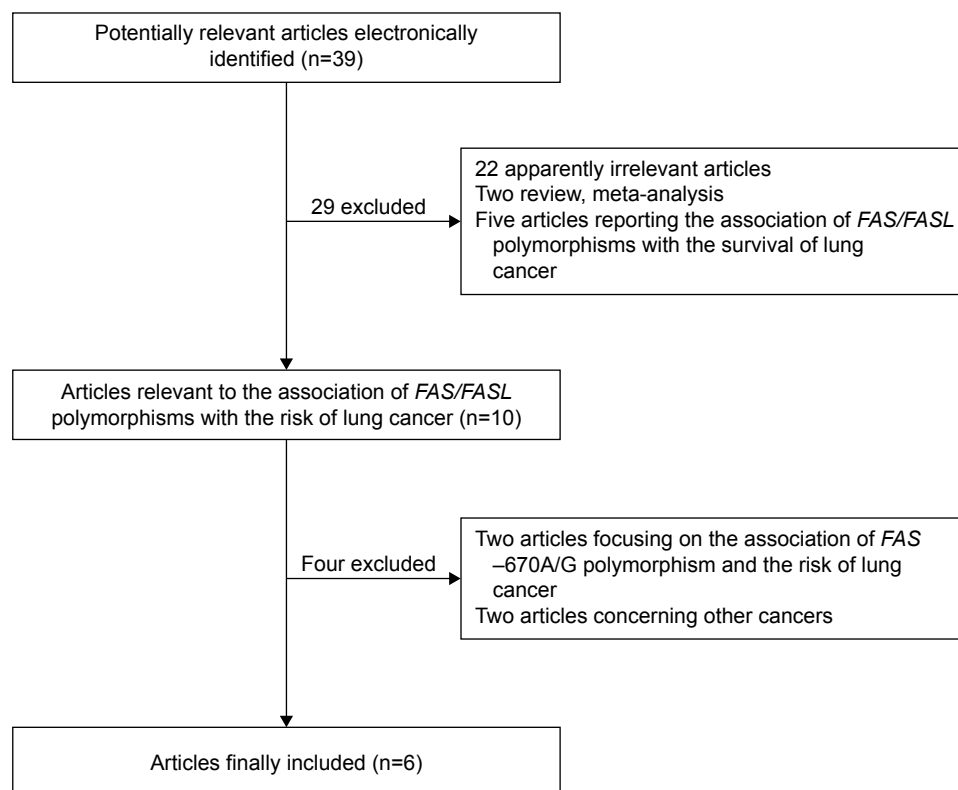 Potentially relevant articles electronically
identified (n=39)
29 excluded
22 apparently irrelevant articles
Two review, meta-analysis
Five articles reporting the association of FAS/FASL
polymorphisms with the survival of lung
cancer
Articles relevant to the association of FAS/FASL
polymorphisms with the risk of lung cancer (n=10)
Four excluded
Two articles focusing on the association of FAS
–670A/G polymorphism and the risk of lung
cancer
Two articles concerning other cancers
Articles finally included (n=6)